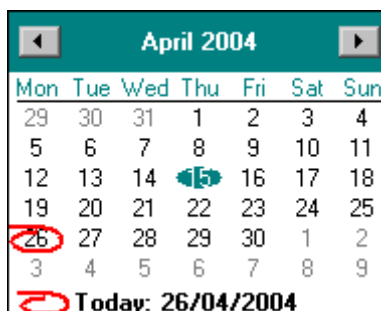 April 2004
Mon Tue Wed Thu Fri Sat Sun
29 30 31 1 2 3 4
5 6 7 8 9 10 11
12 13 14 15 16 17 18
19 20 21 22 23 24 25
26 27 28 29 30 1 2
3 4 5 6 7 8 9
Today: 26/04/2004